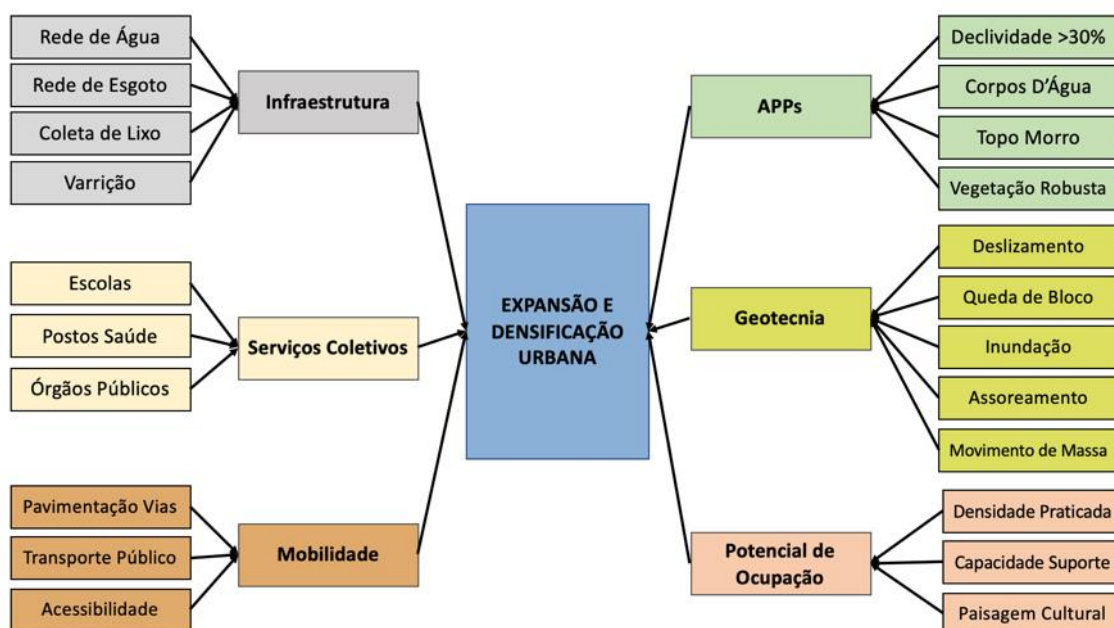 Rede de Água
Rede de Esgoto
Coleta de Lixo
Varrição
Infraestrutura
Escolas
Postos Saúde
Órgãos Públicos
Serviços Coletivos
Pavimentação Vias
Transporte Público
Acessibilidade
Mobilidade
EXPANSÃO E
DENSIFICAÇÃO
URBANA
APPs
Declividade >30%
Corpos D’Água
Topo Morro
Vegetação Robusta
Geotecnia
Deslizamento
Queda de Bloco
Inundação
Assoreamento
Movimento de Massa
Potencial de
Ocupação
Densidade Praticada
Capacidade Suporte
Paisagem Cultural